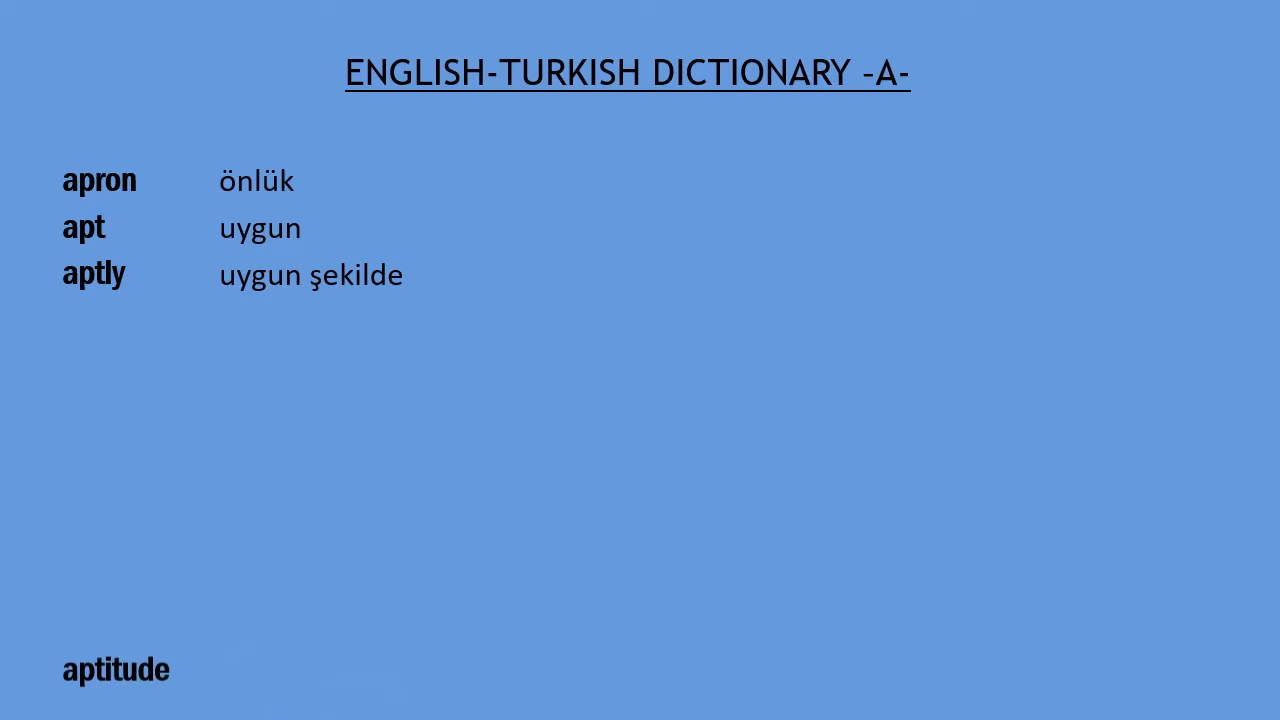 ENGLISH-TURKISH DICTIONARY –A-
apron önlük
apt uygun
aptly uygun şekilde
aptitude